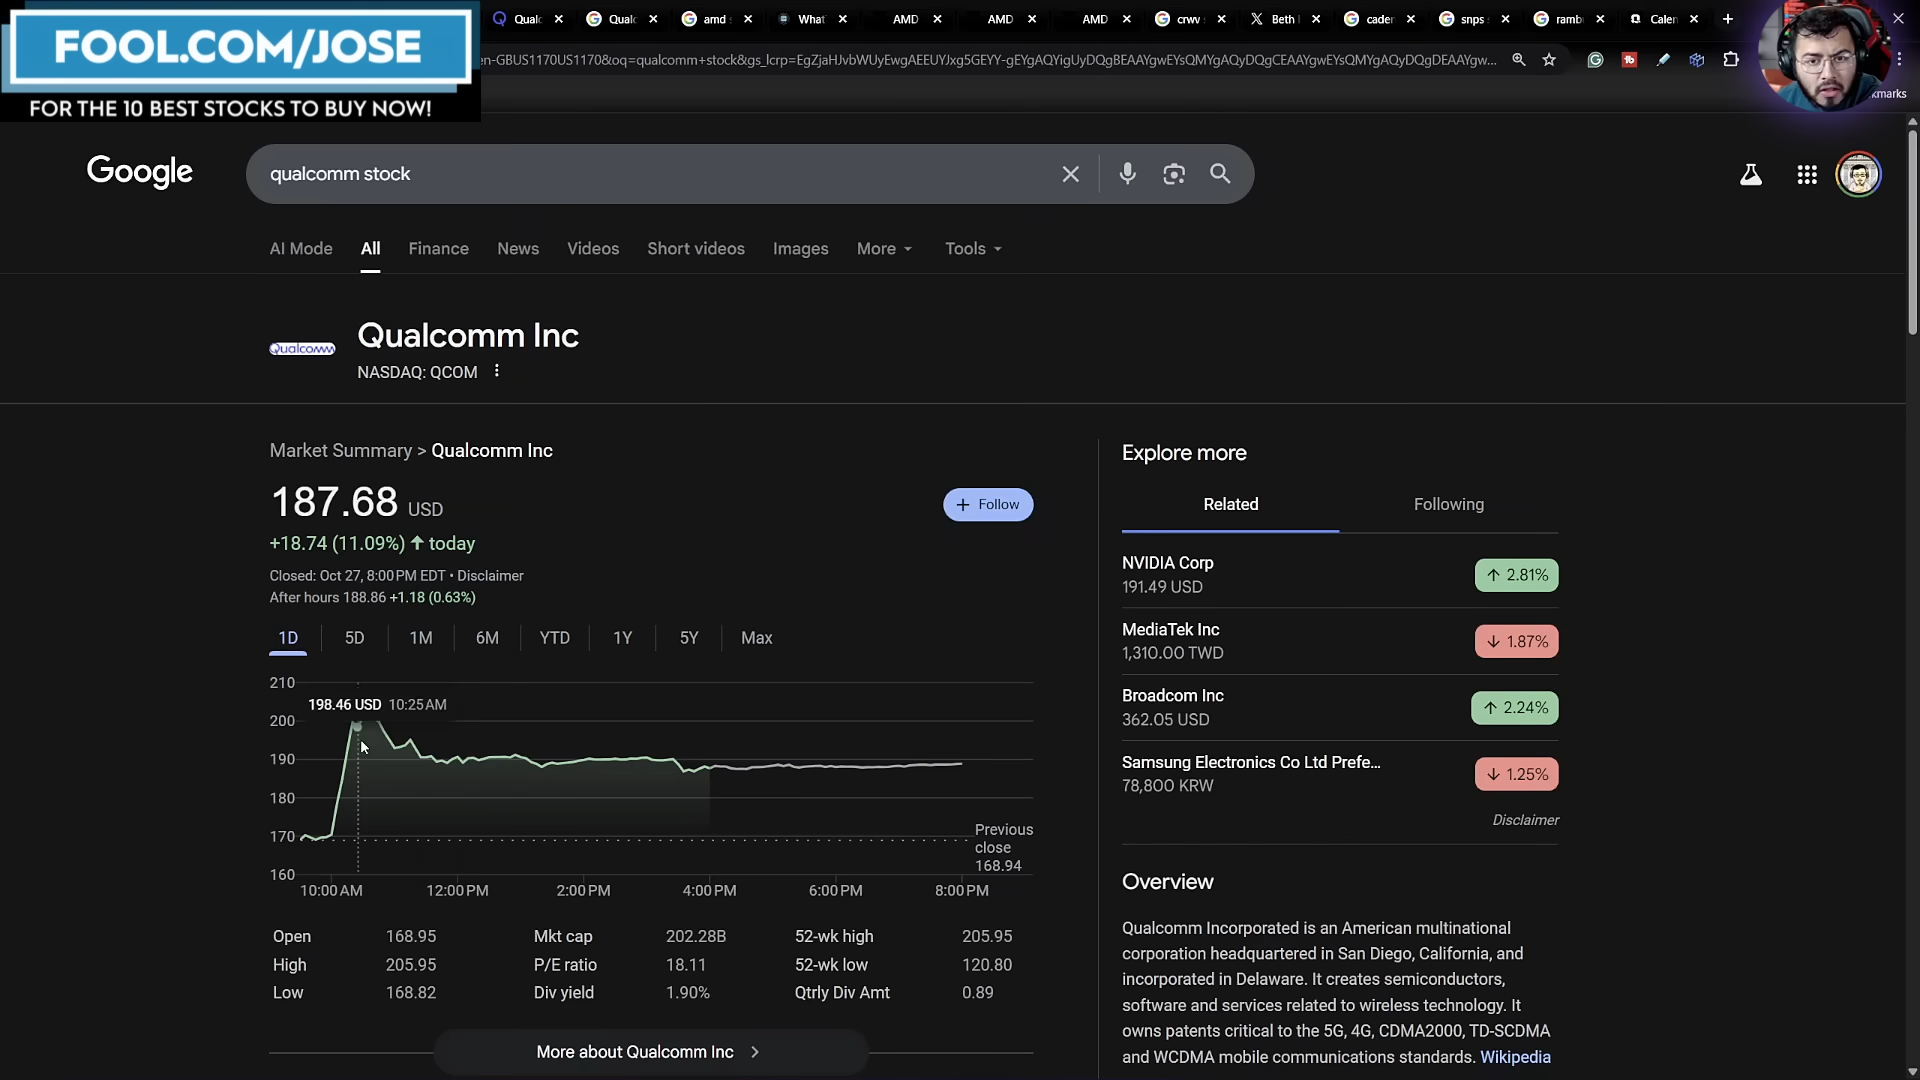 FOOL.COM/JOSE
FOR THE 10 BEST STOCKS TO BUY NOW!
Qualc
Qualc
amd s
What'
AMD
AMD
AMD
crwv
Beth
caden
snps s
ramb
Calen
en-GBUS1170US1170&oq=qualcomm+stock&gs_lcrp=EgZjaHJvbWUyEwgAEEUYJxg5GEYY-gEYgAQYigUyDQgBEAAYgwEYsQMYgAQyDQgCEAAYgwEYsQMYgAQyDQgDEAAYgw...
kmarks
Google
qualcomm stock
AI Mode
All
Finance
News
Videos
Short videos
Images
More
Tools
Qualcomm
Qualcomm Inc
NASDAQ: QCOM
Market Summary > Qualcomm Inc
187.68 USD
+ Follow
+18.74 (11.09%) ↑ today
Closed: Oct 27, 8:00 PM EDT • Disclaimer
After hours 188.86 +1.18 (0.63%)
1D
5D
1M
6M
YTD
1Y
5Y
Max
210
198.46 USD 10:25 AM
200
190
180
170
160
Previous
close
168.94
10:00 AM
12:00 PM
2:00 PM
4:00 PM
6:00 PM
8:00 PM
Open 168.95
Mkt cap 202.28B
52-wk high 205.95
High 205.95
P/E ratio 18.11
52-wk low 120.80
Low 168.82
Div yield 1.90%
Qtrly Div Amt 0.89
More about Qualcomm Inc
Explore more
Related
Following
NVIDIA Corp
191.49 USD
↑ 2.81%
MediaTek Inc
1,310.00 TWD
↓ 1.87%
Broadcom Inc
362.05 USD
↑ 2.24%
Samsung Electronics Co Ltd Prefe...
78,800 KRW
↓ 1.25%
Disclaimer
Overview
Qualcomm Incorporated is an American multinational
corporation headquartered in San Diego, California, and
incorporated in Delaware. It creates semiconductors,
software and services related to wireless technology. It
owns patents critical to the 5G, 4G, CDMA2000, TD-SCDMA
and WCDMA mobile communications standards. Wikipedia